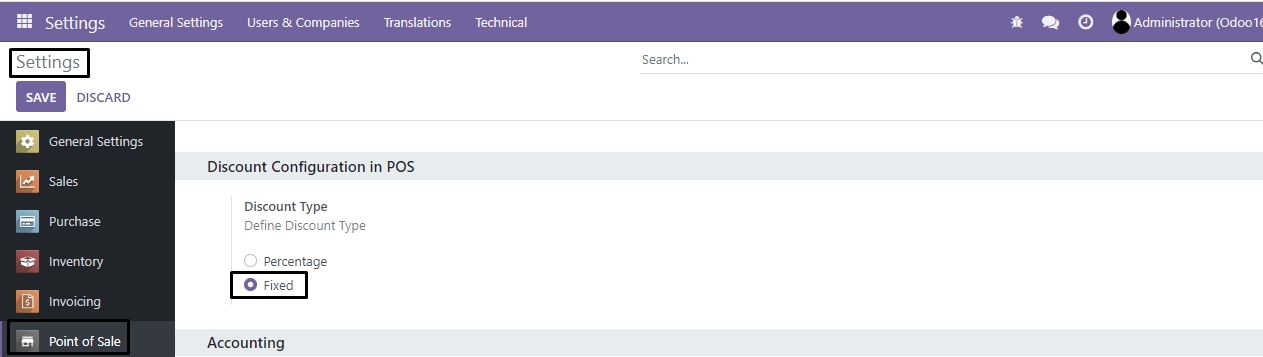 Settings General Settings Users & Companies Translations Technical Administrator (Odoo16
Settings Search...
SAVE DISCARD
General Settings
Sales
Purchase
Inventory
Invoicing
Point of Sale
Discount Configuration in POS
Discount Type
Define Discount Type
Percentage
Fixed
Accounting